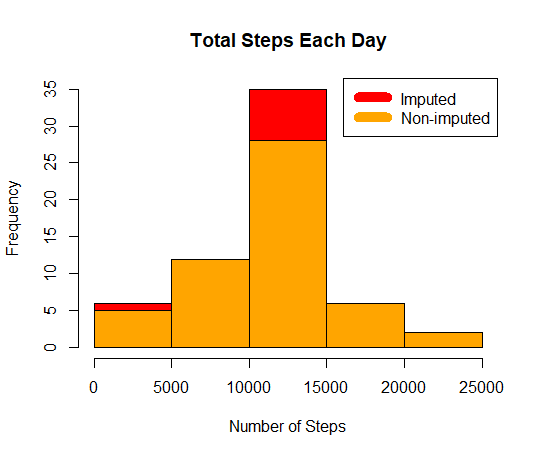 Total Steps Each Day
Imputed
Non-imputed
35
30
25
20
15
10
5
0
Frequency
0 5000 10000 15000 20000 25000
Number of Steps